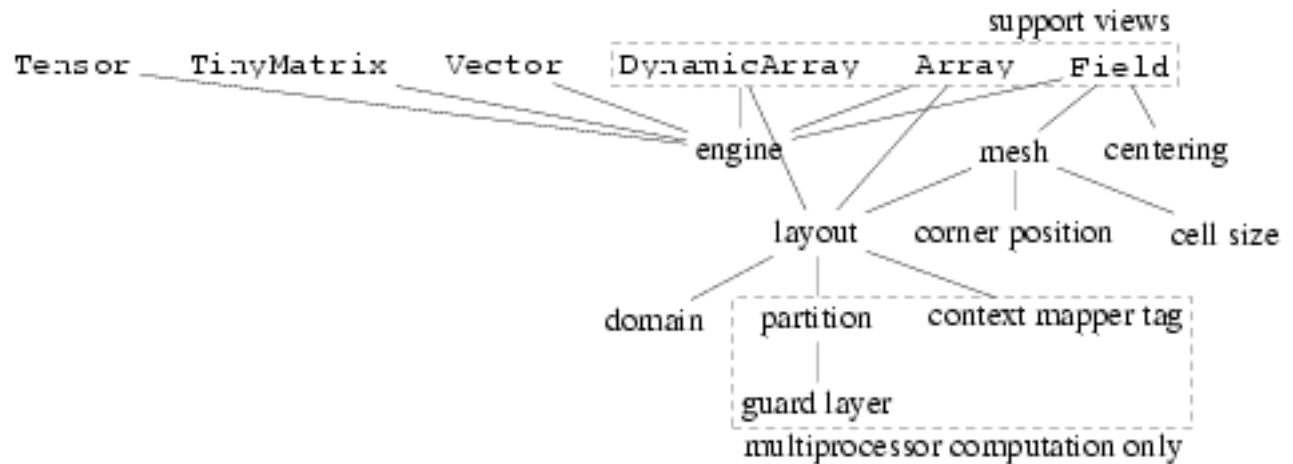 support views
Tensor TinyMatrix Vector DynamicArray Array Field
engine mesh centering
layout corner position cell size
domain partition context mapper tag
guard layer
multiprocessor computation only